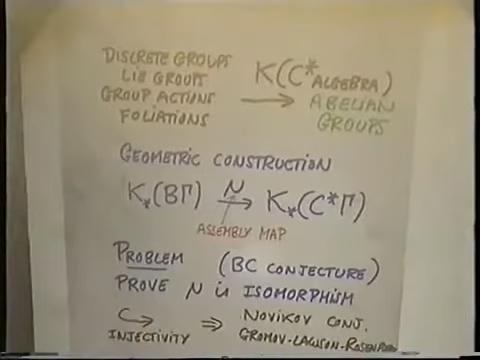 DISCRETE GROUPS
LIE GROUPS
GROUP ACTIONS
FOLIATIONS
K(C* ALGEBRA)
→ ABELIAN
GROUPS
GEOMETRIC CONSTRUCTION
K*(BΓ) →^μ K*(C*Γ)
ASSEMBLY MAP
PROBLEM (BC CONJECTURE)
PROVE μ is ISOMORPHISM
↪ ⇒ NOVIKOV CONJ.
INJECTIVITY GROMOV-LAWSON-ROSENBERG